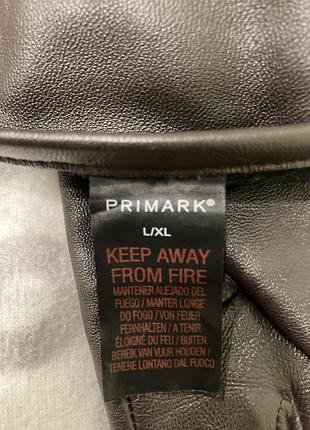 PRIMARK®
L/XL
KEEP AWAY
FROM FIRE
MANTENER ALEJADO DEL
FUEGO / MANTER LONGE
DO FOGO / VON FEUER
FERNHALTEN / A TENIR
ÉLOIGNÉ DU FEU / BUITEN
BEREIK VAN VUUR HOUDEN /
TENERE LONTANO DAL FUOCO